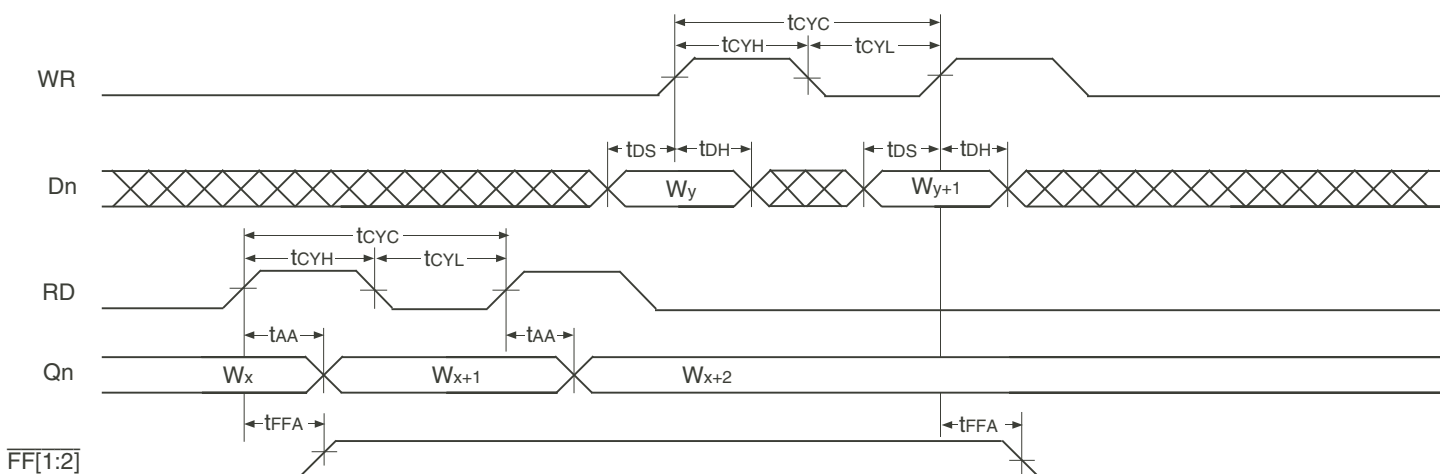 tCYC
tCYH tCYL
WR
tDS tDH tDS tDH
Dn Wy Wy+1
tCYC
tCYH tCYL
RD
tAA tAA
Qn Wx Wx+1 Wx+2
tFFA tFFA
FF[1:2]